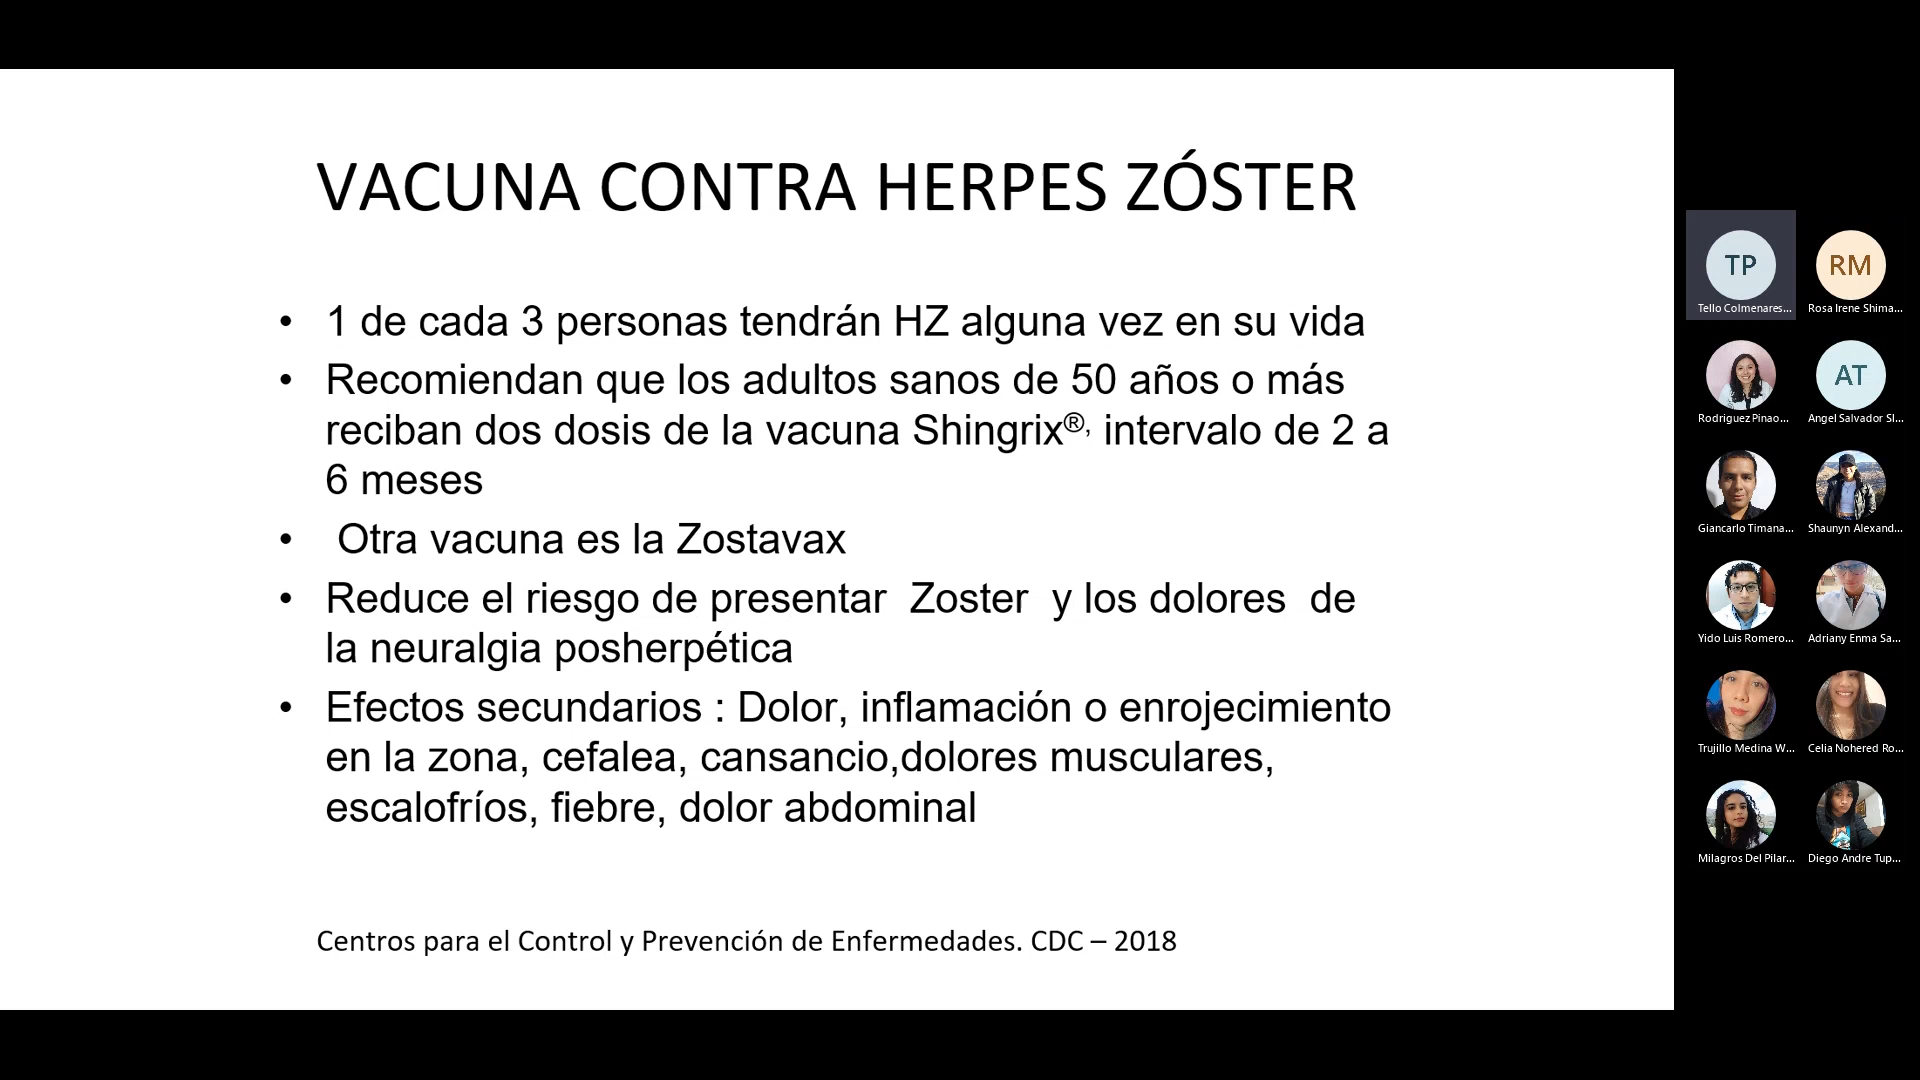 VACUNA CONTRA HERPES ZÓSTER
• 1 de cada 3 personas tendrán HZ alguna vez en su vida
• Recomiendan que los adultos sanos de 50 años o más
reciban dos dosis de la vacuna Shingrix®, intervalo de 2 a
6 meses
• Otra vacuna es la Zostavax
• Reduce el riesgo de presentar Zoster y los dolores de
la neuralgia posherpética
• Efectos secundarios : Dolor, inflamación o enrojecimiento
en la zona, cefalea, cansancio,dolores musculares,
escalofríos, fiebre, dolor abdominal
Centros para el Control y Prevención de Enfermedades. CDC – 2018
TP
RM
Tello Colmenares...
Rosa Irene Shima...
AT
Rodriguez Pinao...
Angel Salvador Sl...
Giancarlo Timana...
Shaunyn Alexand...
Yido Luis Romero...
Adriany Enma Sa...
Trujillo Medina W...
Celia Nohered Ro...
Milagros Del Pilar...
Diego Andre Tup...